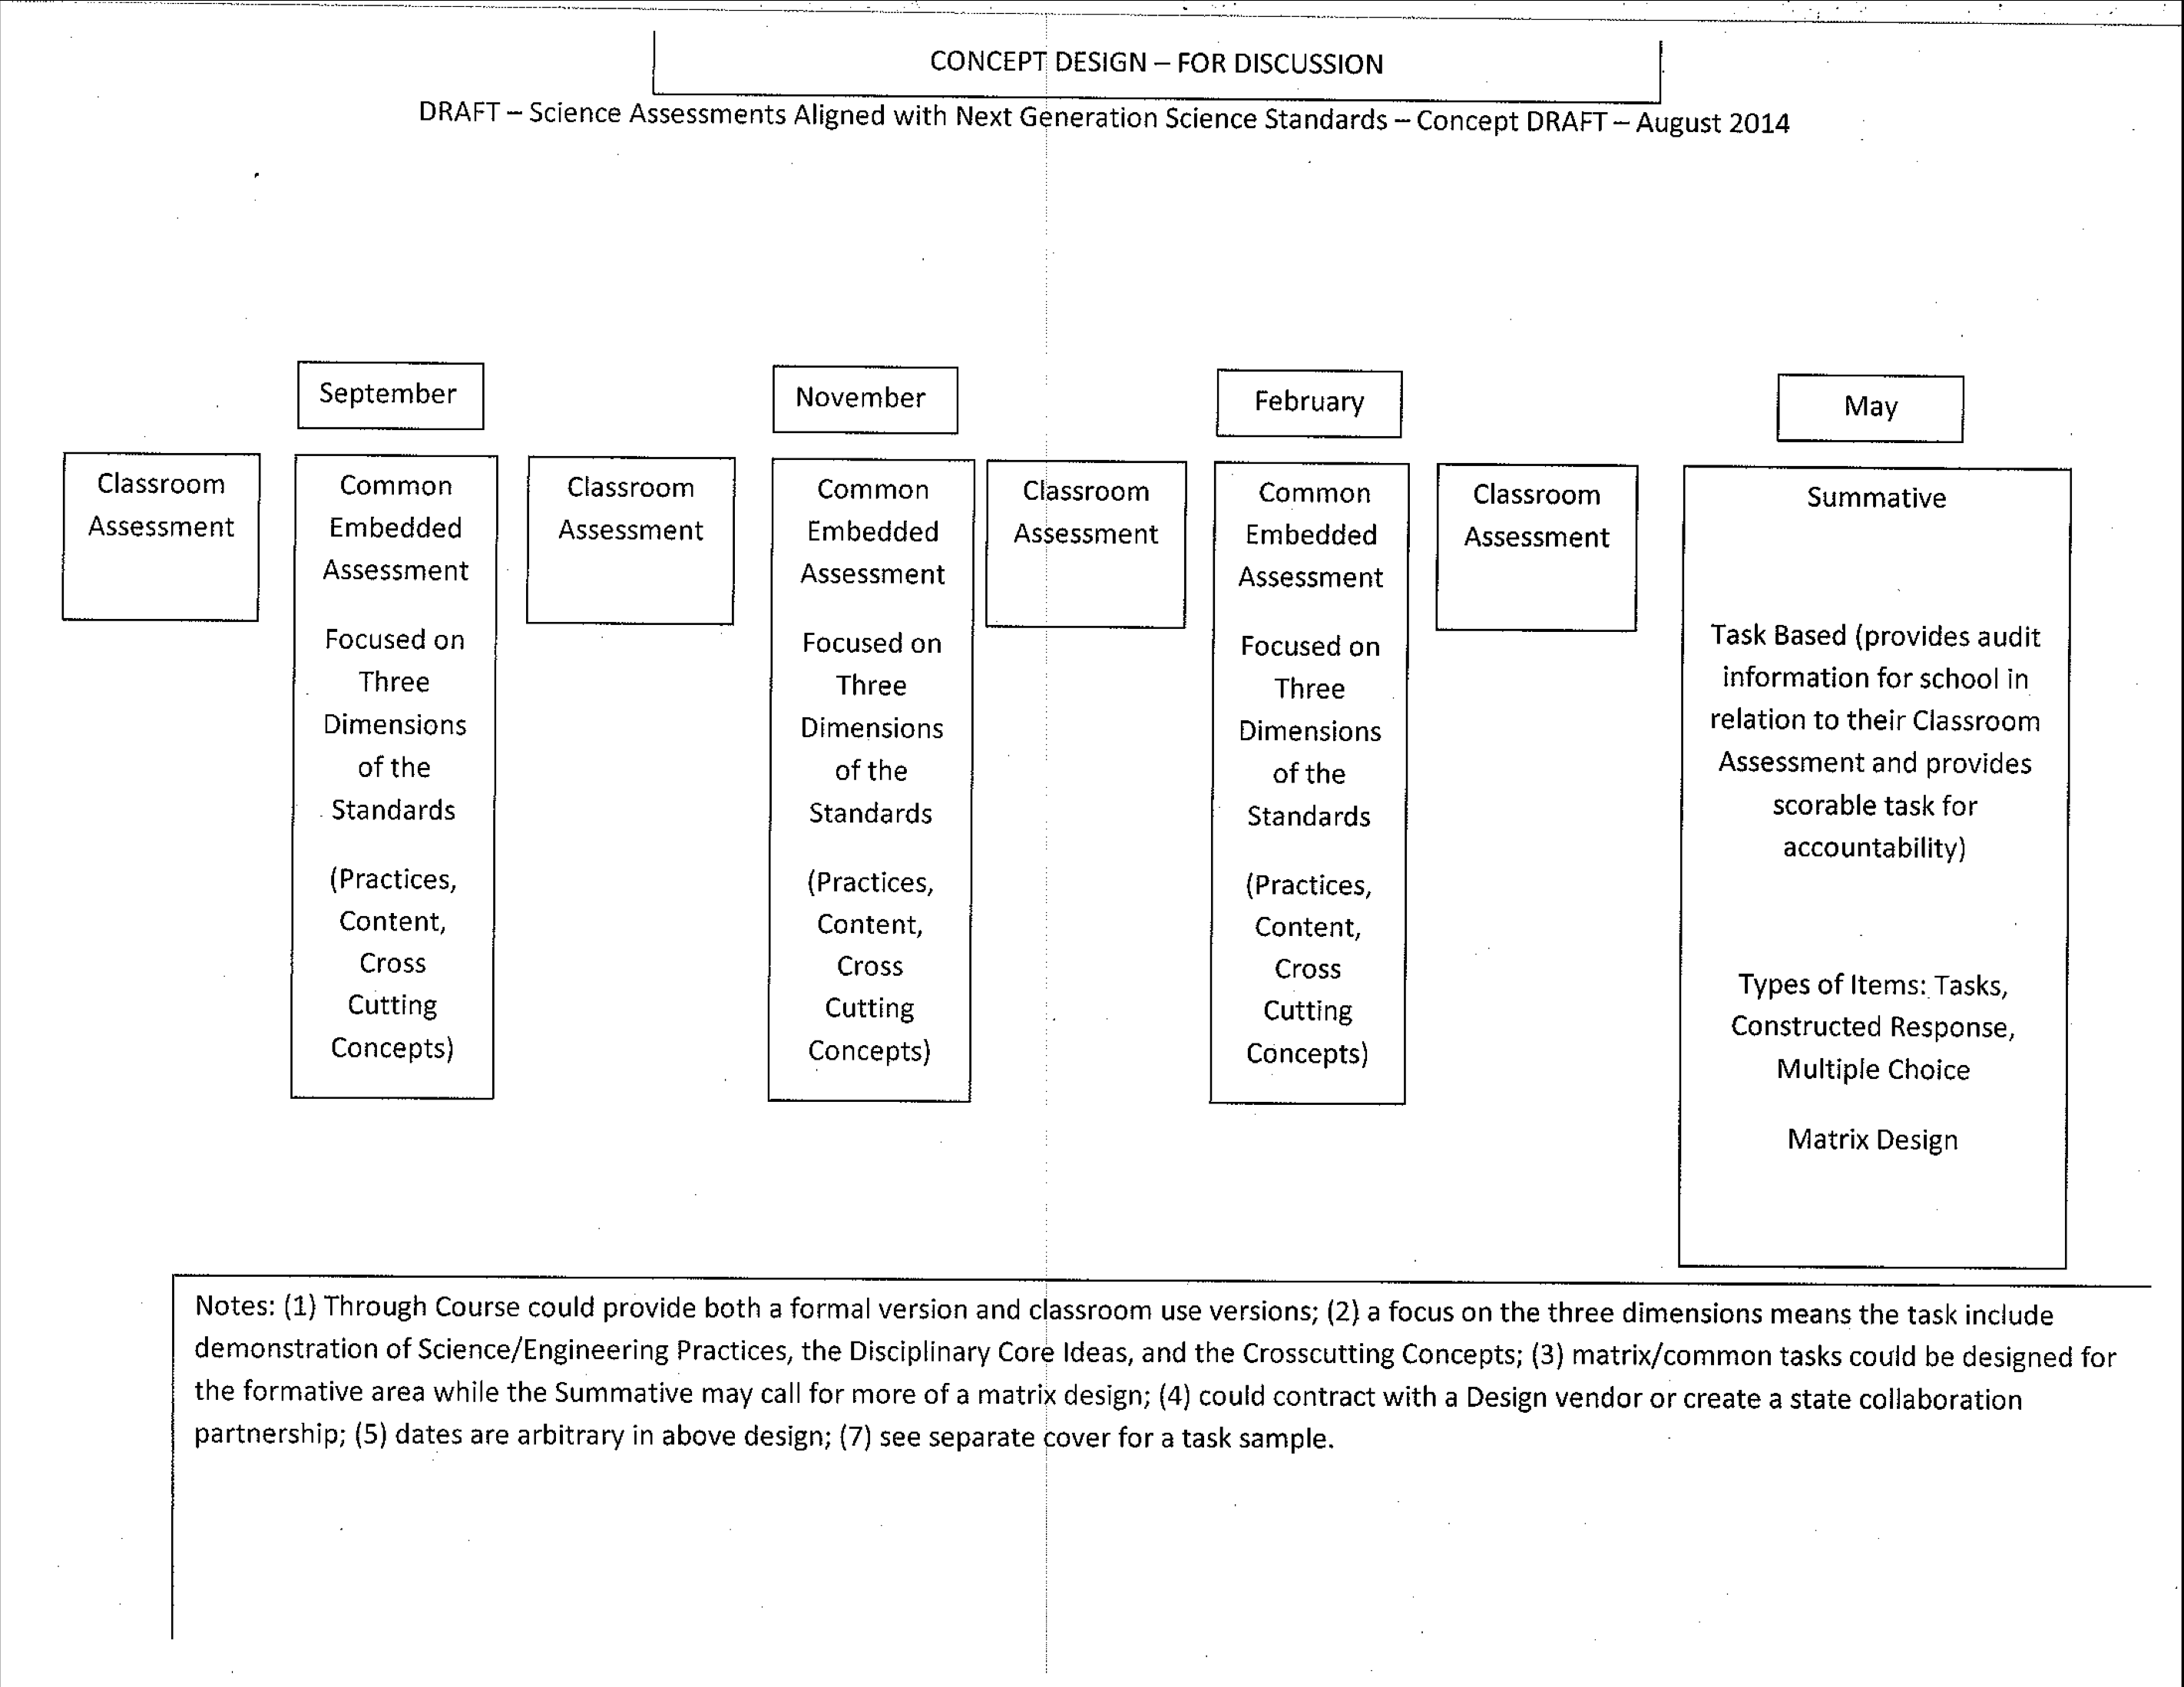 CONCEPT DESIGN – FOR DISCUSSION
DRAFT – Science Assessments Aligned with Next Generation Science Standards – Concept DRAFT – August 2014
September
November
February
May
Classroom
Assessment
Common
Embedded
Assessment
Focused on
Three
Dimensions
of the
Standards
(Practices,
Content,
Cross
Cutting
Concepts)
Classroom
Assessment
Common
Embedded
Assessment
Focused on
Three
Dimensions
of the
Standards
(Practices,
Content,
Cross
Cutting
Concepts)
Classroom
Assessment
Common
Embedded
Assessment
Focused on
Three
Dimensions
of the
Standards
(Practices,
Content,
Cross
Cutting
Concepts)
Classroom
Assessment
Summative
Task Based (provides audit
information for school in
relation to their Classroom
Assessment and provides
scorable task for
accountability)
Types of Items: Tasks,
Constructed Response,
Multiple Choice
Matrix Design
Notes: (1) Through Course could provide both a formal version and classroom use versions; (2) a focus on the three dimensions means the task include
demonstration of Science/Engineering Practices, the Disciplinary Core Ideas, and the Crosscutting Concepts; (3) matrix/common tasks could be designed for
the formative area while the Summative may call for more of a matrix design; (4) could contract with a Design vendor or create a state collaboration
partnership; (5) dates are arbitrary in above design; (7) see separate cover for a task sample.